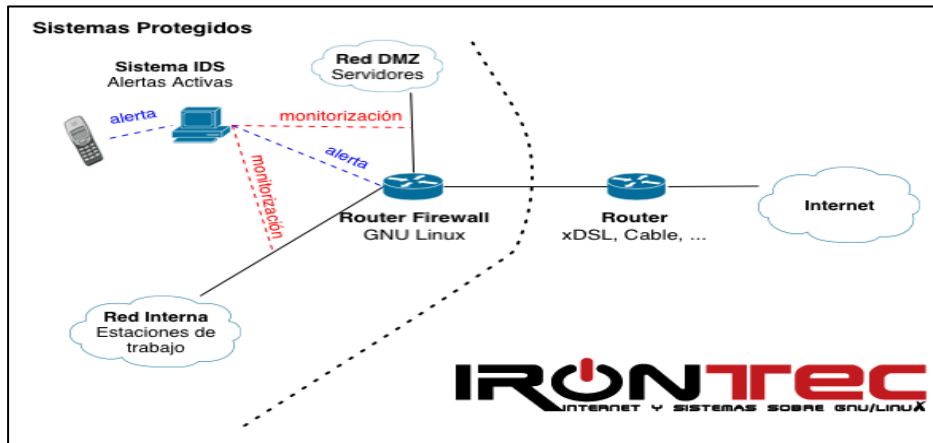 Sistemas Protegidos
Sistema IDS
Alertas Activas
Red DMZ
Servidores
alerta
monitorización
alerta
monitorización
Router Firewall
GNU Linux
Router
xDSL, Cable, ...
Internet
Red Interna
Estaciones de
trabajo
IRONTEC
INTERNET Y SISTEMAS SOBRE GNU/LINUX